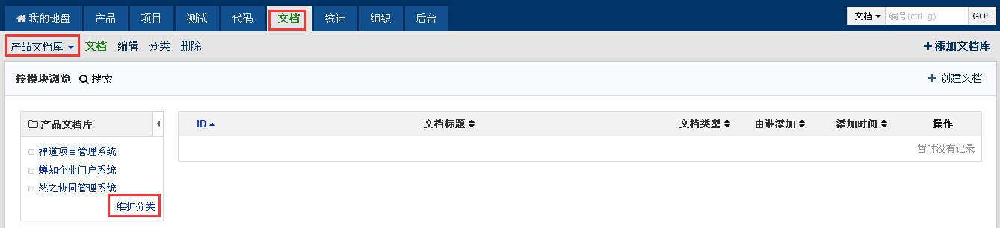 我的地盘 产品 项目 测试 代码 文档 统计 组织 后台 文档 编号(ctrl+g) GO!
产品文档库 文档 编辑 分类 删除 添加文档库
按模块浏览 搜索 创建文档
产品文档库 ID 文档标题 文档类型 由谁添加 添加时间 操作
禅道项目管理系统 暂时没有记录
蝉知企业门户系统
然之协同管理系统
维护分类